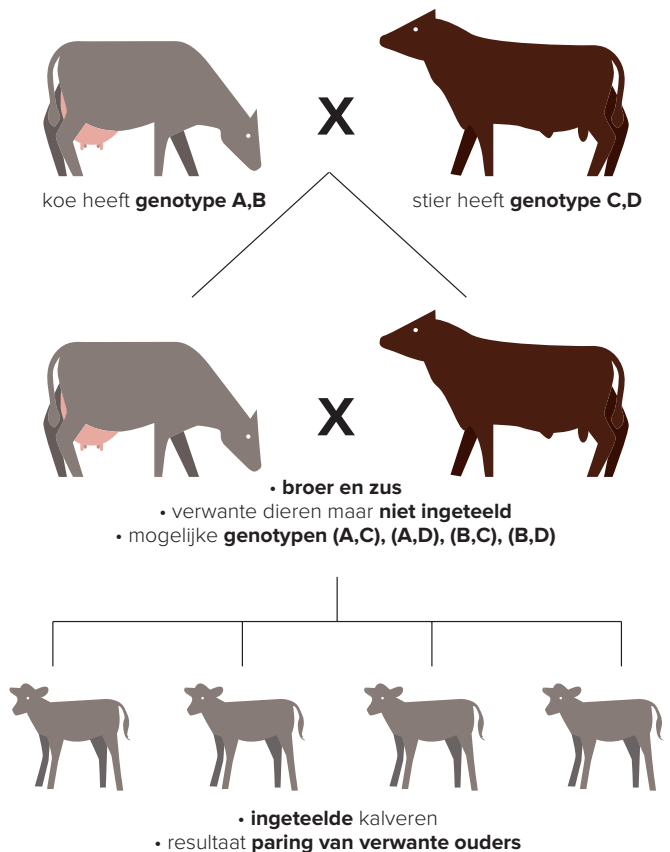 X
koe heeft genotype A,B
stier heeft genotype C,D
X
• broer en zus
• verwante dieren maar niet ingeteeld
• mogelijke genotypen (A,C), (A,D), (B,C), (B,D)
• ingeteelde kalveren
• resultaat paring van verwante ouders